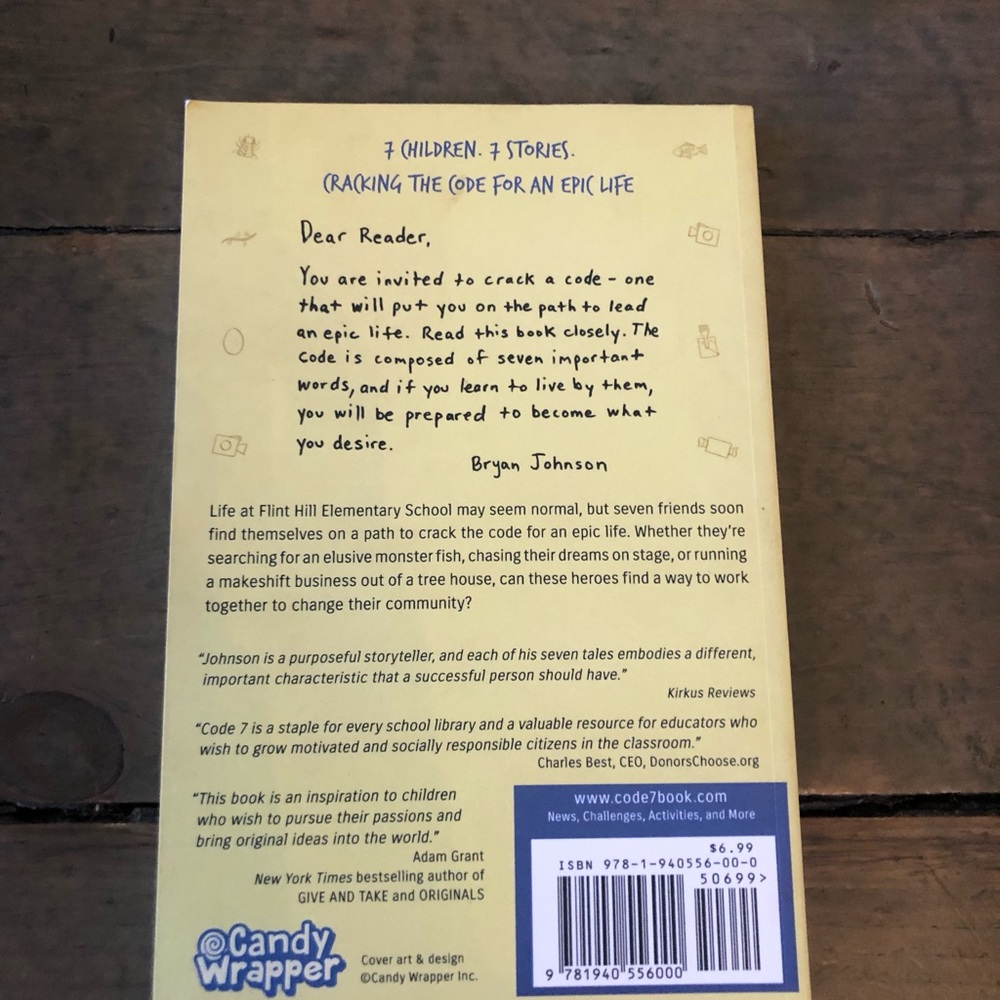 7 CHILDREN. 7 STORIES.
CRACKING THE CODE FOR AN EPIC LIFE
Dear Reader,
You are invited to crack a code - one
that will put you on the path to lead
an epic life. Read this book closely. The
code is composed of seven important
words, and if you learn to live by them,
you will be prepared to become what
you desire.
Bryan Johnson
Life at Flint Hill Elementary School may seem normal, but seven friends soon
find themselves on a path to crack the code for an epic life. Whether they're
searching for an elusive monster fish, chasing their dreams on stage, or running
a makeshift business out of a tree house, can these heroes find a way to work
together to change their community?
"Johnson is a purposeful storyteller, and each of his seven tales embodies a different,
important characteristic that a successful person should have."
Kirkus Reviews
"Code 7 is a staple for every school library and a valuable resource for educators who
wish to grow motivated and socially responsible citizens in the classroom."
Charles Best, CEO, DonorsChoose.org
"This book is an inspiration to children
who wish to pursue their passions and
bring original ideas into the world."
Adam Grant
New York Times bestselling author of
GIVE AND TAKE and ORIGINALS
Candy
Wrapper
Cover art & design
©Candy Wrapper Inc.
www.code7book.com
News, Challenges, Activities, and More
$6.99
ISBN 978-1-940556-00-0
50699>
9 781940 556000